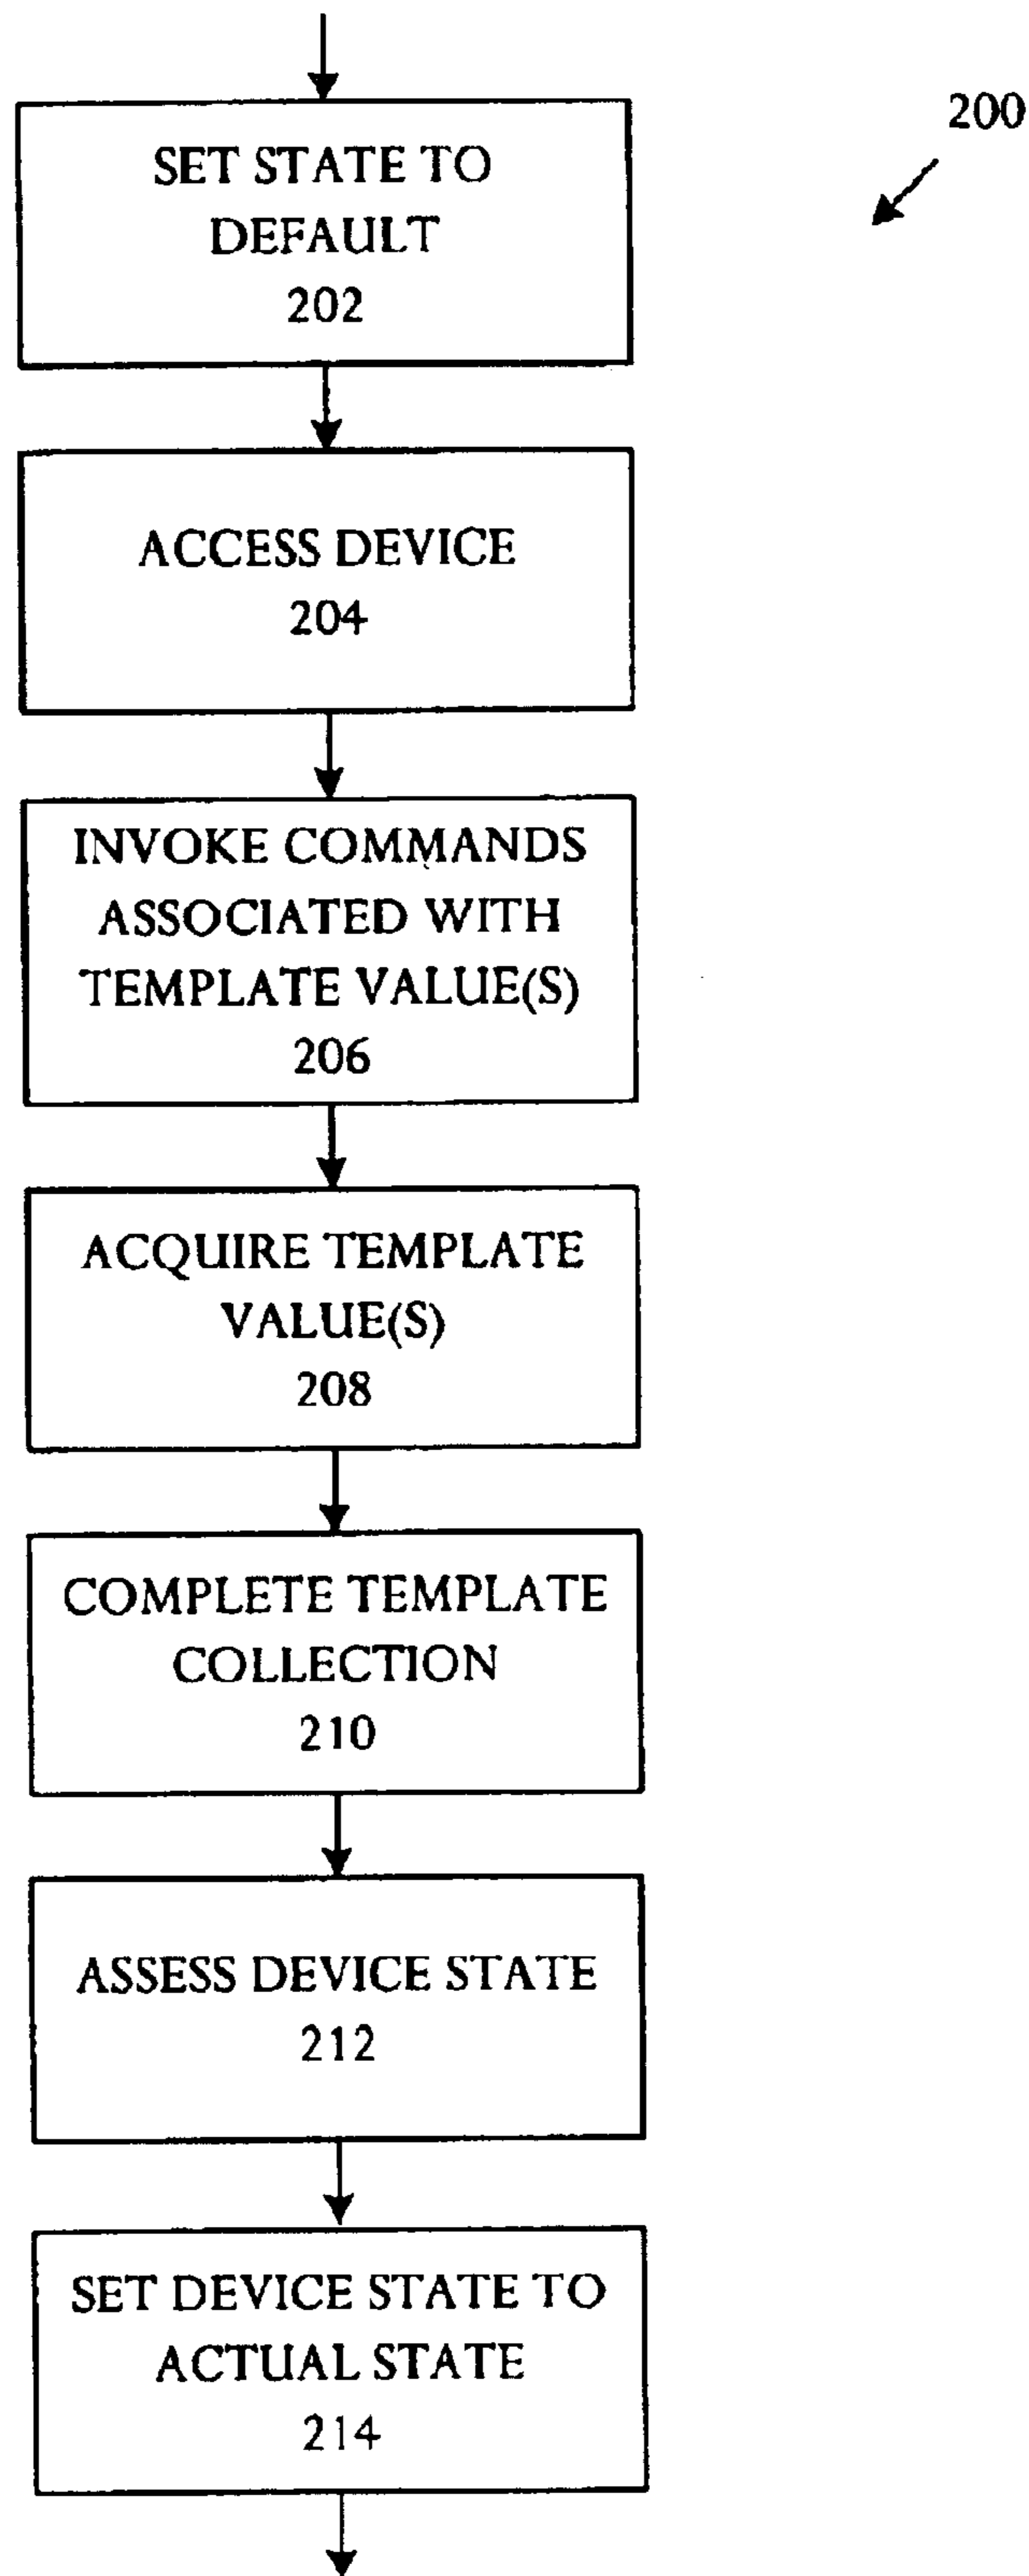 200
SET STATE TO
DEFAULT
202
ACCESS DEVICE
204
INVOKE COMMANDS
ASSOCIATED WITH
TEMPLATE VALUE(S)
206
ACQUIRE TEMPLATE
VALUE(S)
208
COMPLETE TEMPLATE
COLLECTION
210
ASSESS DEVICE STATE
212
SET DEVICE STATE TO
ACTUAL STATE
214